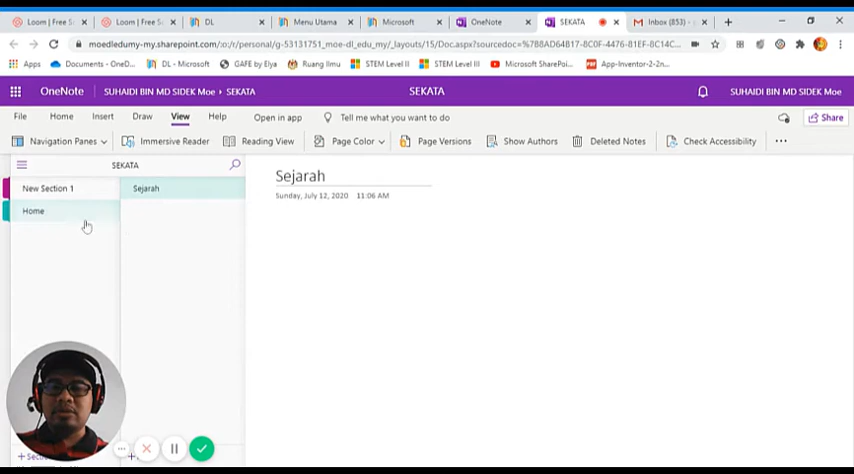 Loom | Free Sc
Loom | Free Sc
DL
Menu Utama
Microsoft
OneNote
SEKATA
Inbox (853) -
moedledumy-my.sharepoint.com/:o:/r/personal/g-53131751_moe-dl_edu_my/_layouts/15/Doc.aspx?sourcedoc=%7B8AD64B17-8C0F-4476-81EF-8C14C...
Apps
Documents - OneD...
DL - Microsoft
GAFE by Elya
Ruang Ilmu
STEM Level II
STEM Level III
Microsoft SharePoi...
App-Inventor-2-2n...
OneNote
SUHAIDI BIN MD SIDEK Moe › SEKATA
SEKATA
SUHAIDI BIN MD SIDEK Moe
File
Home
Insert
Draw
View
Help
Open in app
Tell me what you want to do
Share
Navigation Panes
Immersive Reader
Reading View
Page Color
Page Versions
Show Authors
Deleted Notes
Check Accessibility
SEKATA
New Section 1
Sejarah
Home
Sejarah
Sunday, July 12, 2020 11:06 AM